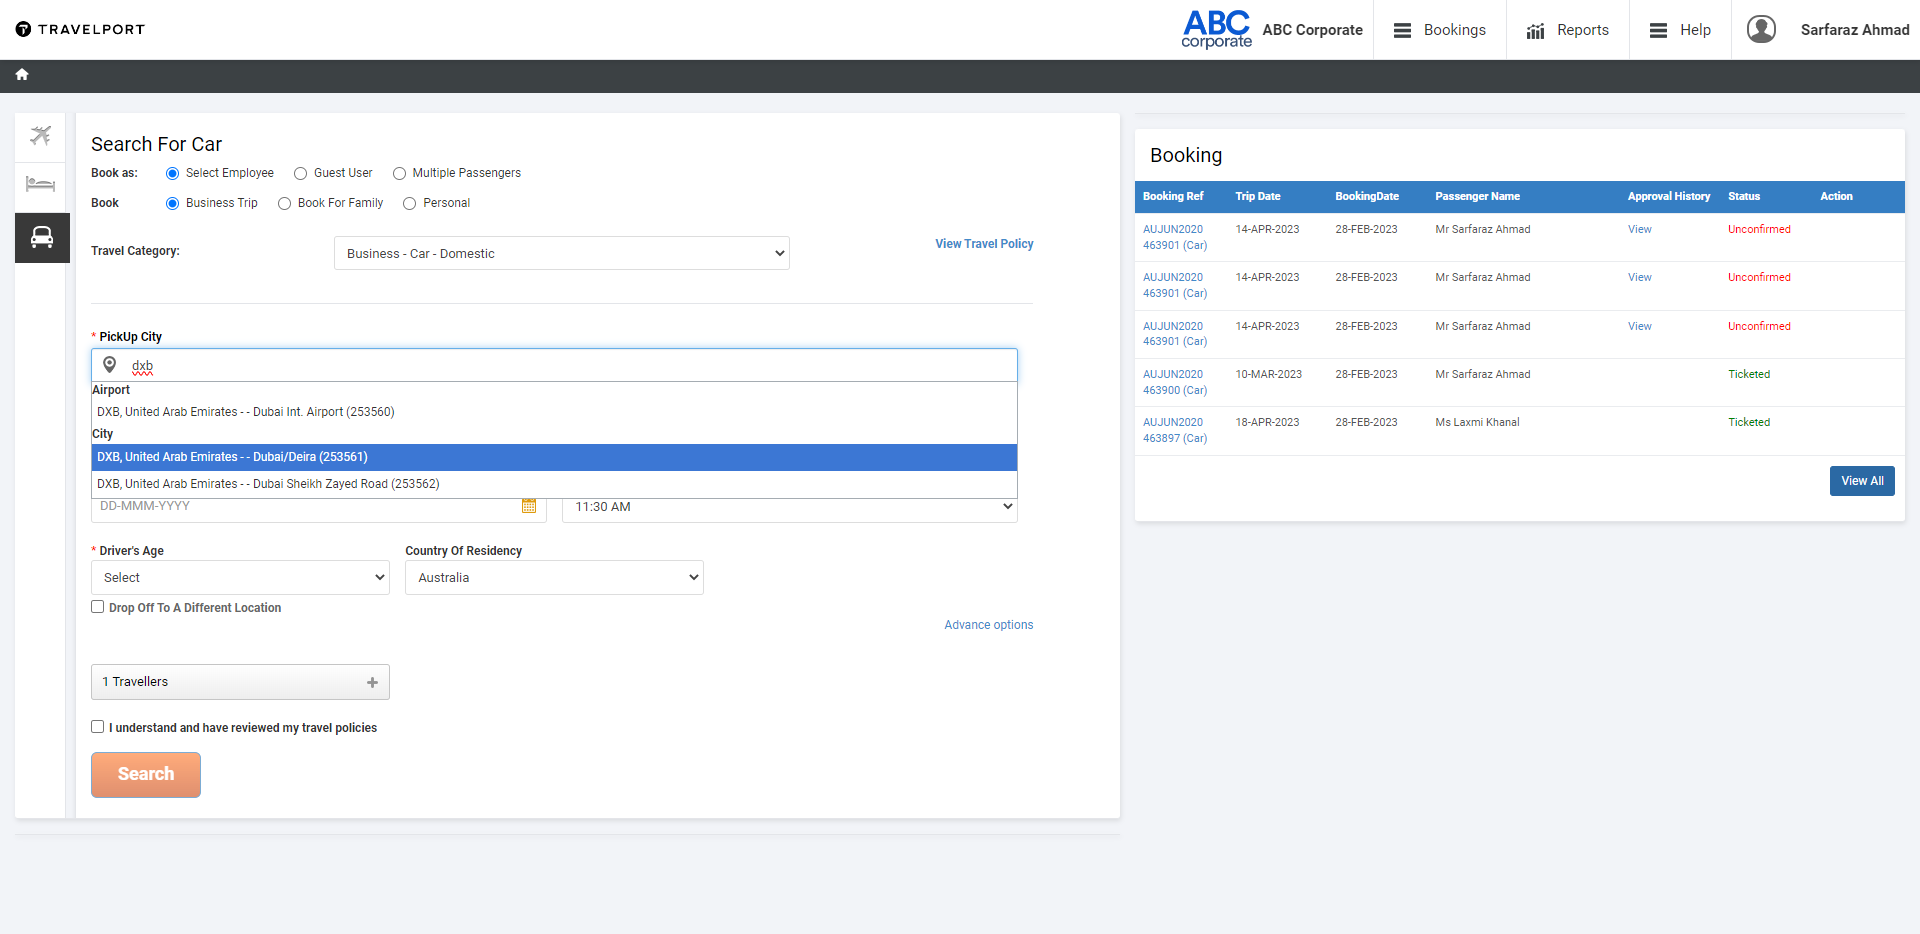 TRAVELPORT
ABC
corporate
ABC Corporate
Bookings
Reports
Help
Sarfaraz Ahmad
Search For Car
Book as: Select Employee Guest User Multiple Passengers
Book Business Trip Book For Family Personal
Travel Category: Business - Car - Domestic View Travel Policy
* PickUp City
dxb
Airport
DXB, United Arab Emirates - - Dubai Int. Airport (253560)
City
DXB, United Arab Emirates - - Dubai/Deira (253561)
DXB, United Arab Emirates - - Dubai Sheikh Zayed Road (253562)
DD-MMM-YYYY 11:30 AM
* Driver's Age Country Of Residency
Select Australia
Drop Off To A Different Location
Advance options
1 Travellers
I understand and have reviewed my travel policies
Search
Booking
Booking Ref Trip Date BookingDate Passenger Name Approval History Status Action
AUJUN2020 14-APR-2023 28-FEB-2023 Mr Sarfaraz Ahmad View Unconfirmed
463901 (Car)
AUJUN2020 14-APR-2023 28-FEB-2023 Mr Sarfaraz Ahmad View Unconfirmed
463901 (Car)
AUJUN2020 14-APR-2023 28-FEB-2023 Mr Sarfaraz Ahmad View Unconfirmed
463901 (Car)
AUJUN2020 10-MAR-2023 28-FEB-2023 Mr Sarfaraz Ahmad Ticketed
463900 (Car)
AUJUN2020 18-APR-2023 28-FEB-2023 Ms Laxmi Khanal Ticketed
463897 (Car)
View All